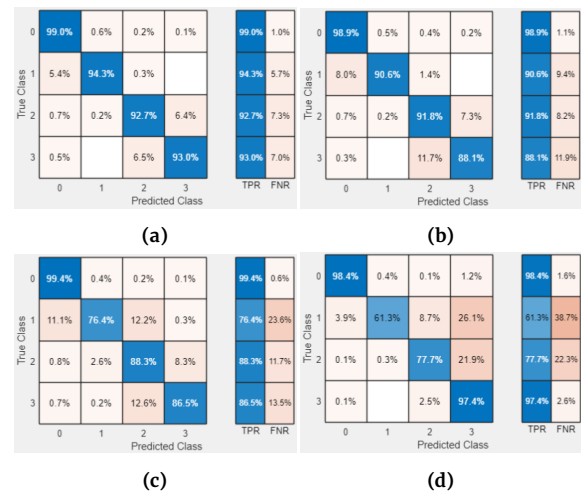 0 99.0% 0.6% 0.2% 0.1% 99.0% 1.0%
1 5.4% 94.3% 0.3% 94.3% 5.7%
2 0.7% 0.2% 92.7% 6.4% 92.7% 7.3%
3 0.5% 6.5% 93.0% 93.0% 7.0%
True Class
0 1 2 3 TPR FNR
Predicted Class
(a)
0 98.9% 0.5% 0.4% 0.2% 98.9% 1.1%
1 8.0% 90.6% 1.4% 90.6% 9.4%
2 0.7% 0.2% 91.8% 7.3% 91.8% 8.2%
3 0.3% 11.7% 88.1% 88.1% 11.9%
True Class
0 1 2 3 TPR FNR
Predicted Class
(b)
0 99.4% 0.4% 0.2% 0.1% 99.4% 0.6%
1 11.1% 76.4% 12.2% 0.3% 76.4% 23.6%
2 0.8% 2.6% 88.3% 8.3% 88.3% 11.7%
3 0.7% 0.2% 12.6% 86.5% 86.5% 13.5%
True Class
0 1 2 3 TPR FNR
Predicted Class
(c)
0 98.4% 0.4% 0.1% 1.2% 98.4% 1.6%
1 3.9% 61.3% 8.7% 26.1% 61.3% 38.7%
2 0.1% 0.3% 77.7% 21.9% 77.7% 22.3%
3 0.1% 2.5% 97.4% 97.4% 2.6%
True Class
0 1 2 3 TPR FNR
Predicted Class
(d)